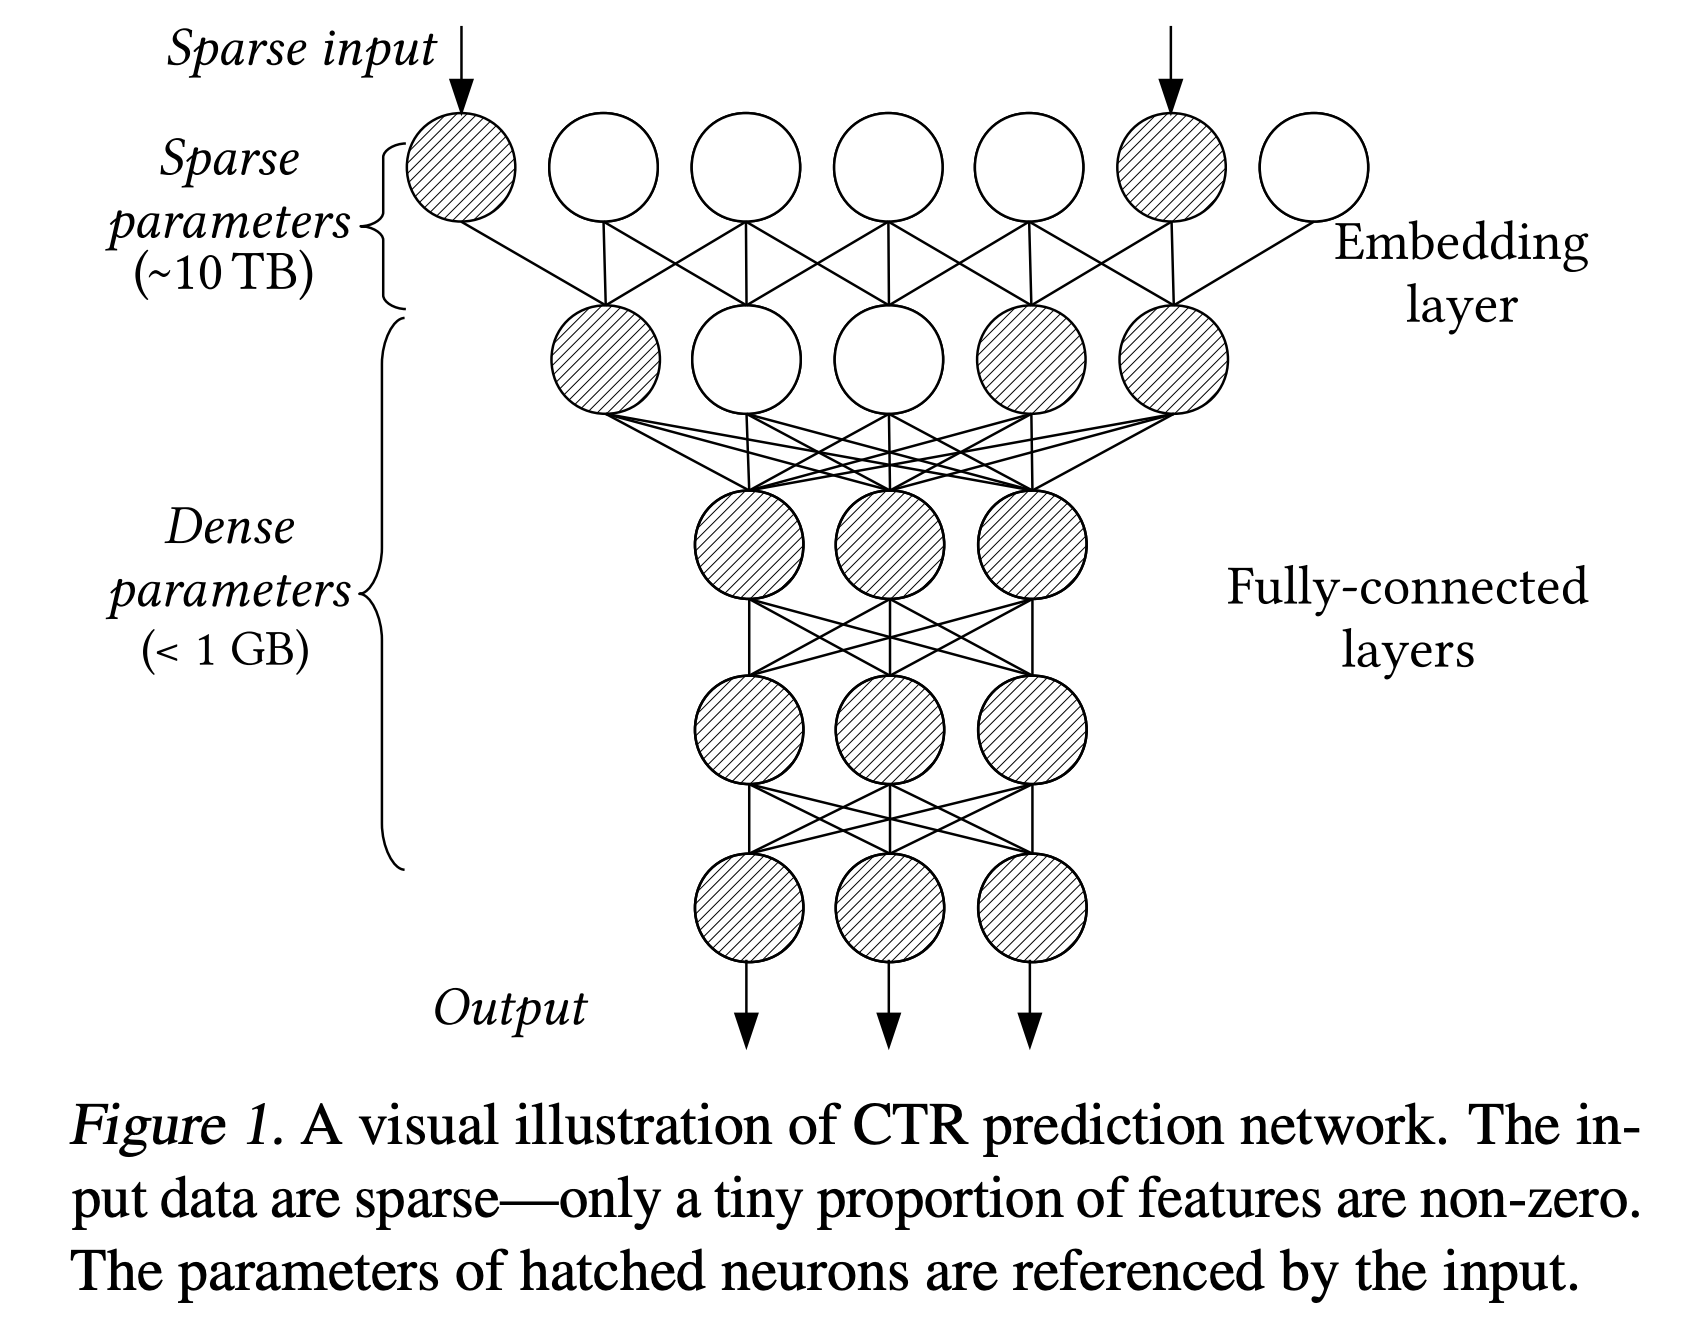 Sparse input
Sparse
parameters
(~10 TB)
Embedding
layer
Dense
parameters
(< 1 GB)
Fully-connected
layers
Output
Figure 1. A visual illustration of CTR prediction network. The in-
put data are sparse—only a tiny proportion of features are non-zero.
The parameters of hatched neurons are referenced by the input.